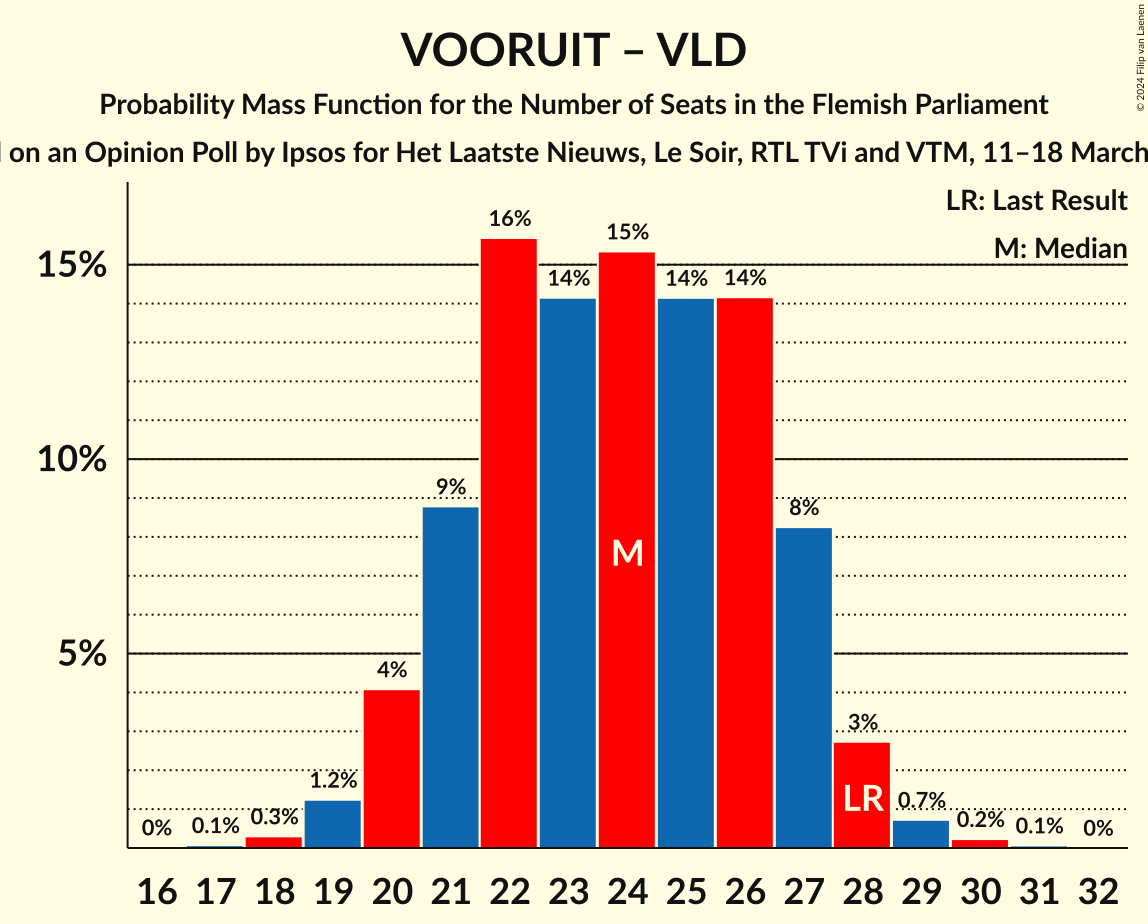 VOORUIT – VLD
Probability Mass Function for the Number of Seats in the Flemish Parliament
on an Opinion Poll by Ipsos for Het Laatste Nieuws, Le Soir, RTL TVi and VTM, 11–18 March
© 2024 Filip van Laenen
LR: Last Result
M: Median
15%
10%
5%
0%
0.1%
0.3%
1.2%
4%
9%
16%
14%
15%
14%
14%
8%
3%
0.7%
0.2%
0.1%
0%
M
LR
16 17 18 19 20 21 22 23 24 25 26 27 28 29 30 31 32